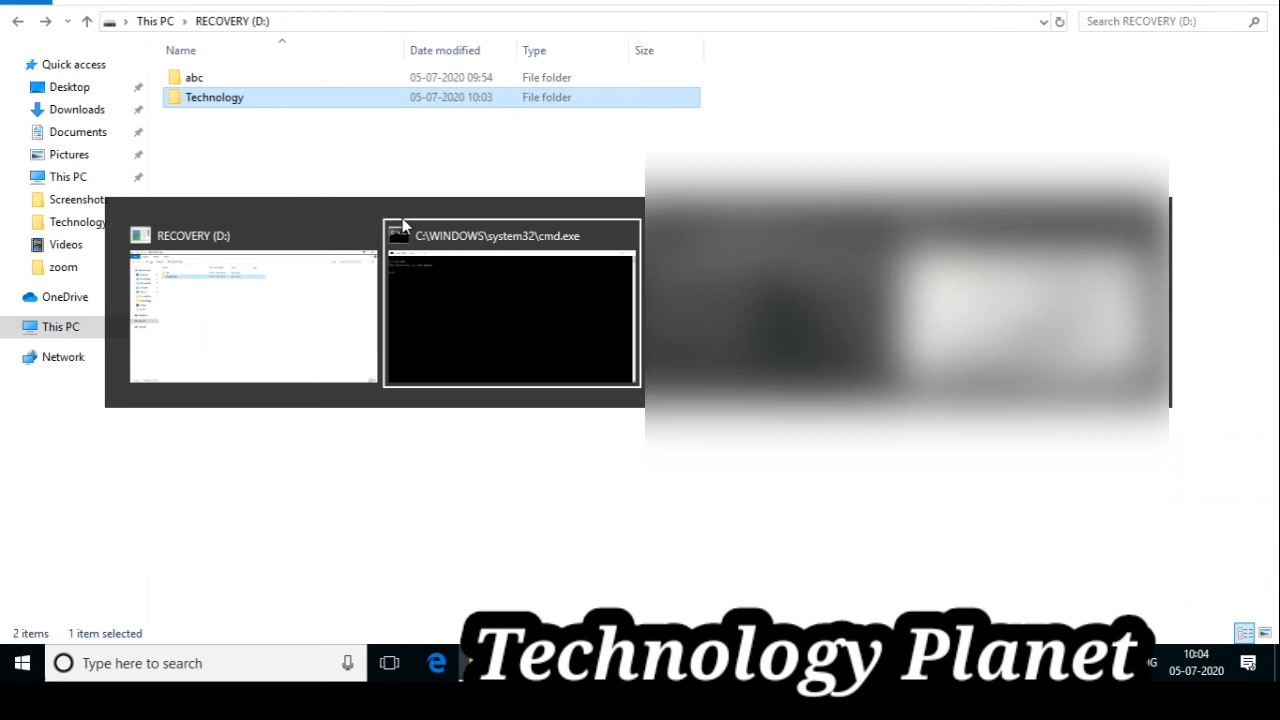 This PC
RECOVERY (D:)
Search RECOVERY (D:)
Name
Date modified
Type
Size
Quick access
Desktop
Downloads
Documents
Pictures
This PC
Screenshots
Technology
Videos
zoom
OneDrive
This PC
Network
abc
05-07-2020 09:54
File folder
Technology
05-07-2020 10:03
File folder
RECOVERY (D:)
C:\WINDOWS\system32\cmd.exe
2 items
1 item selected
Type here to search
Technology Planet
10:04
05-07-2020